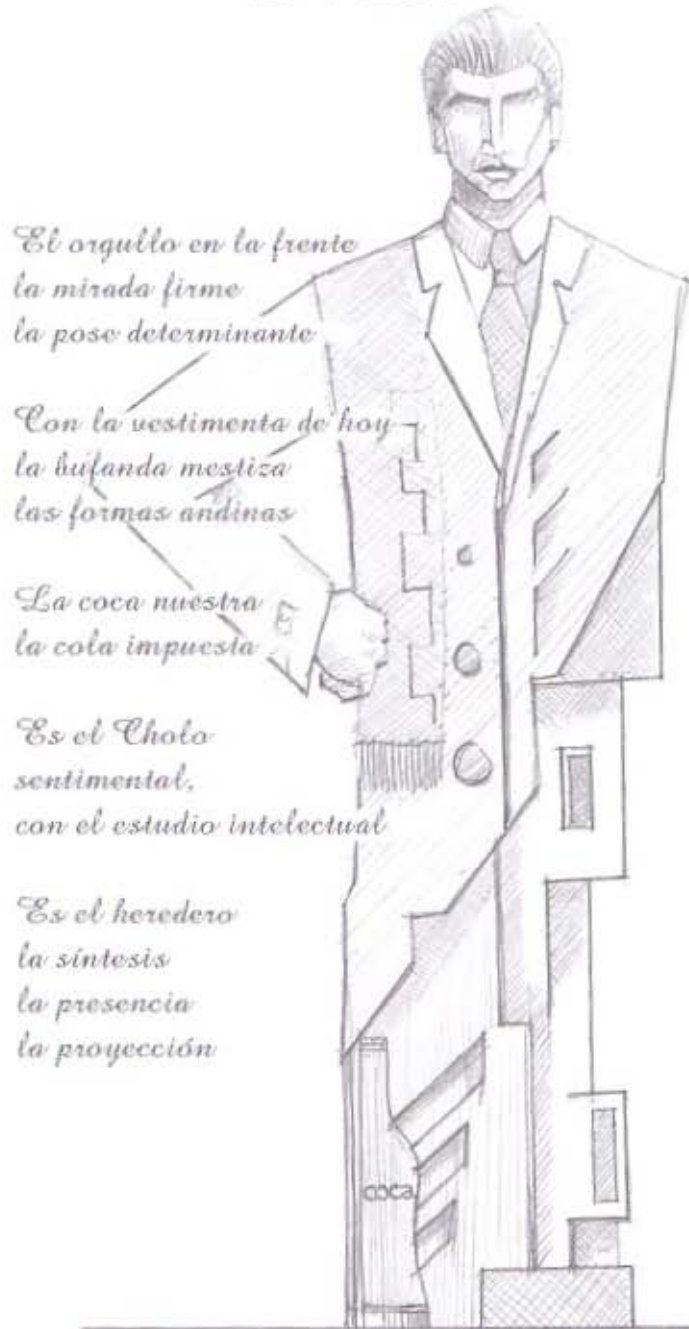 El orgullo en la frente
la mirada firme
la pose determinante
Con la vestimenta de hoy
la bufanda mestiza
las formas andinas
La coca nuestra
la cola impuesta
Es el Cholo
sentimental,
con el estudio intelectual
Es el heredero
la síntesis
la presencia
la proyección
coca